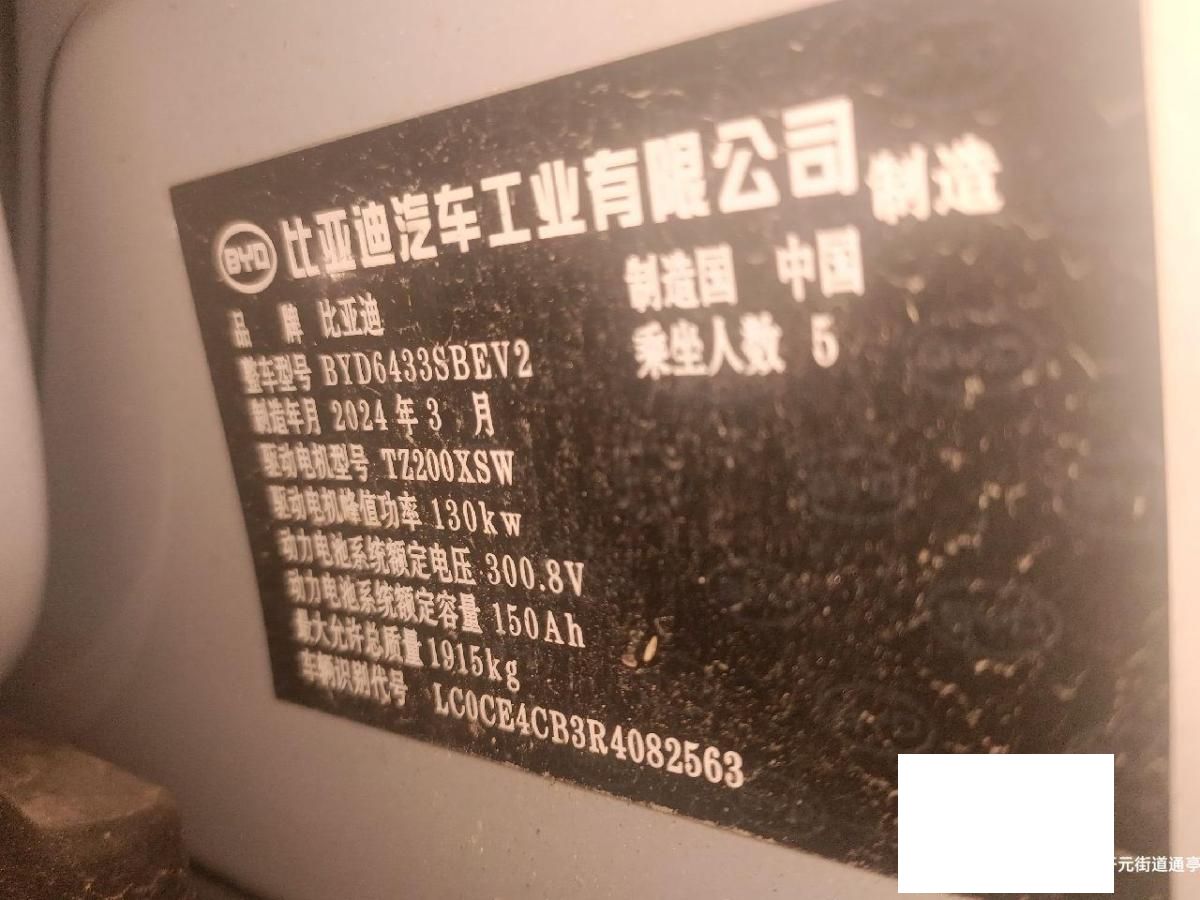 BYD 比亚迪汽车工业有限公司 制造
品 牌 比亚迪
制造国 中国
整车型号 BYD6433SBEV2
乘坐人数 5
制造年月 2024 年 3 月
驱动电机型号 TZ200XSW
驱动电机峰值功率 130kw
动力电池系统额定电压 300.8V
动力电池系统额定容量 150Ah
最大允许总质量 1915kg
车辆识别代号 LC0CE4CB3R4082563
元街道通亭